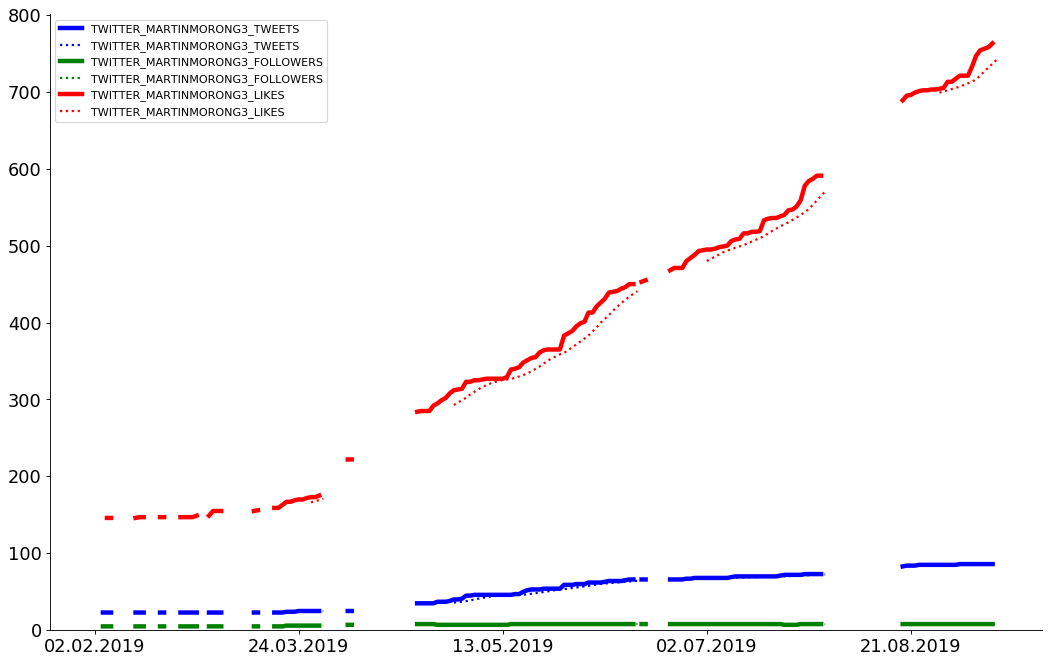 800
700
600
500
400
300
200
100
0
TWITTER_MARTINMORONG3_TWEETS
TWITTER_MARTINMORONG3_TWEETS
TWITTER_MARTINMORONG3_FOLLOWERS
TWITTER_MARTINMORONG3_FOLLOWERS
TWITTER_MARTINMORONG3_LIKES
TWITTER_MARTINMORONG3_LIKES
02.02.2019 24.03.2019 13.05.2019 02.07.2019 21.08.2019